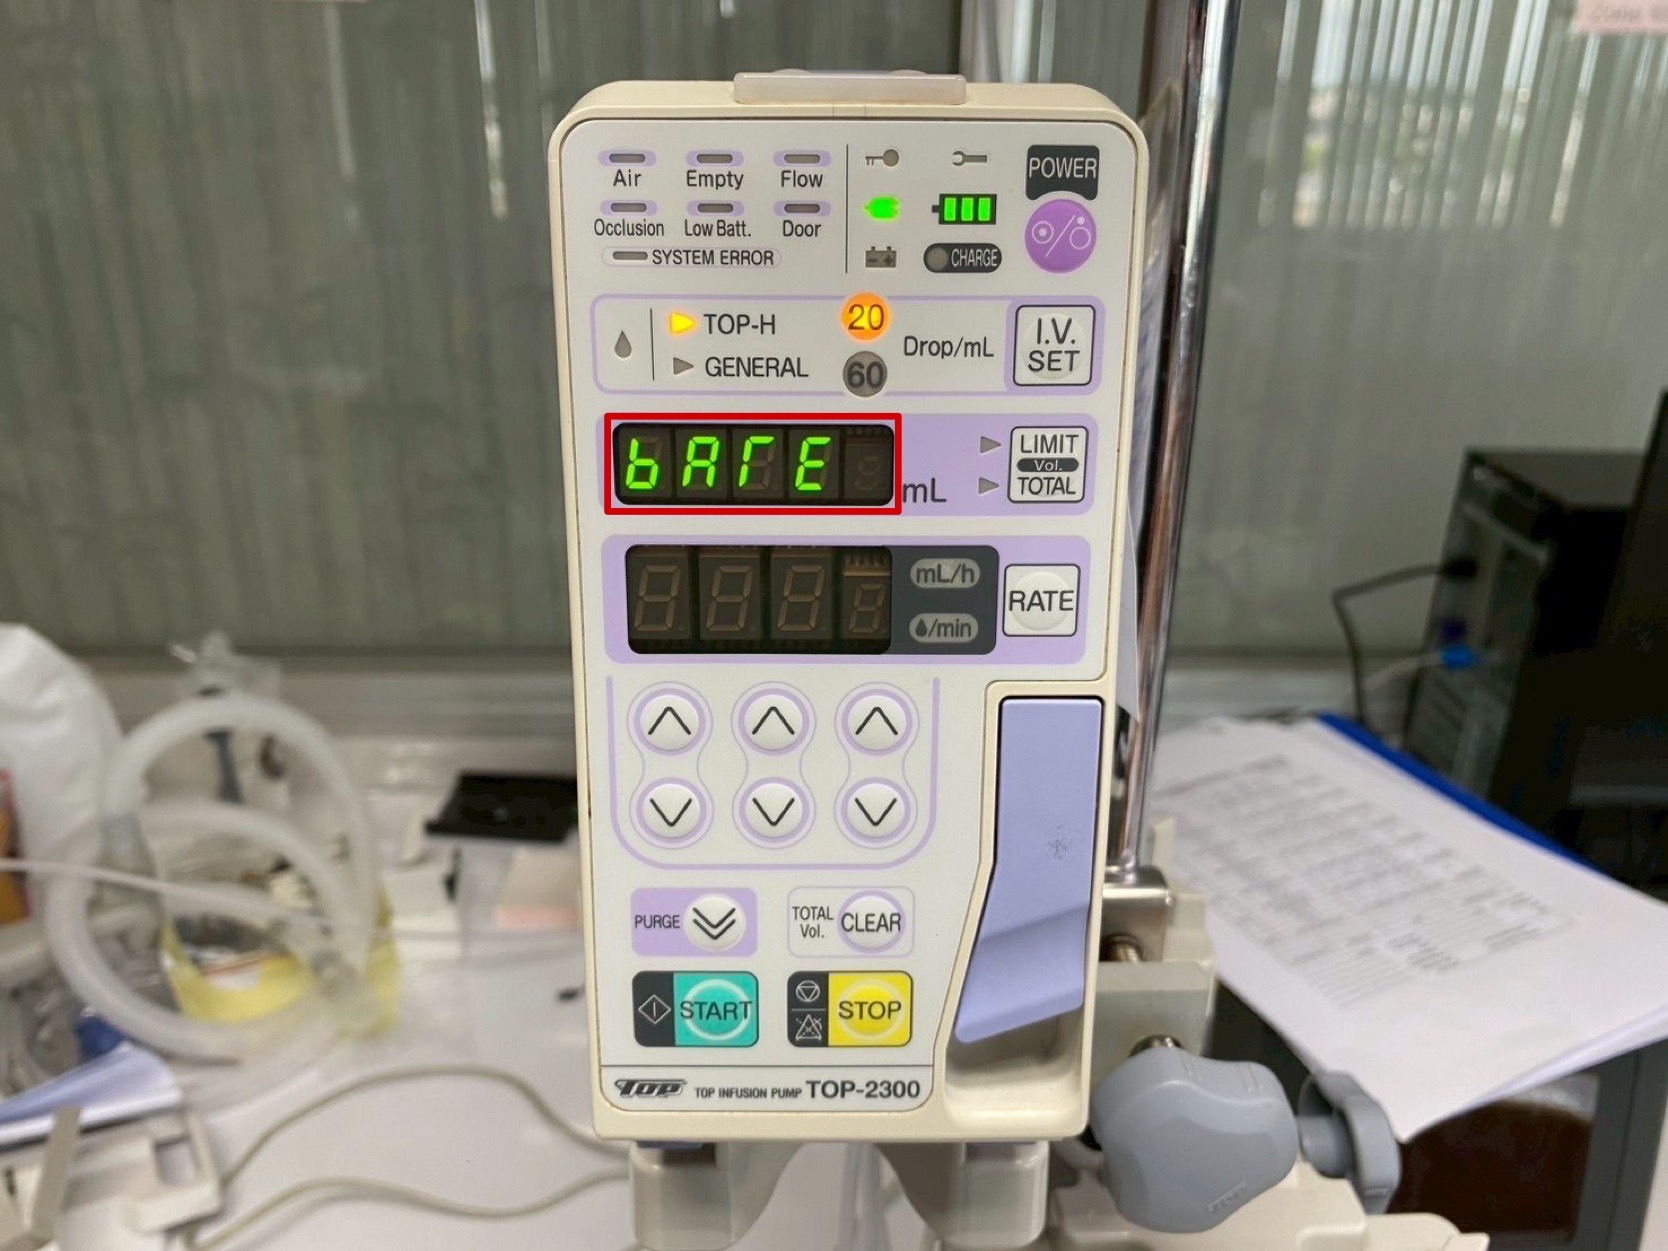 POWER
Air Empty Flow
Occlusion Low Batt. Door
SYSTEM ERROR
CHARGE
TOP-H
GENERAL
20
60
Drop/mL
I.V.
SET
bATE
mL
LIMIT
Vol.
TOTAL
mL/h
/min
RATE
PURGE
TOTAL
Vol.
CLEAR
START
STOP
TOP TOP INFUSION PUMP TOP-2300